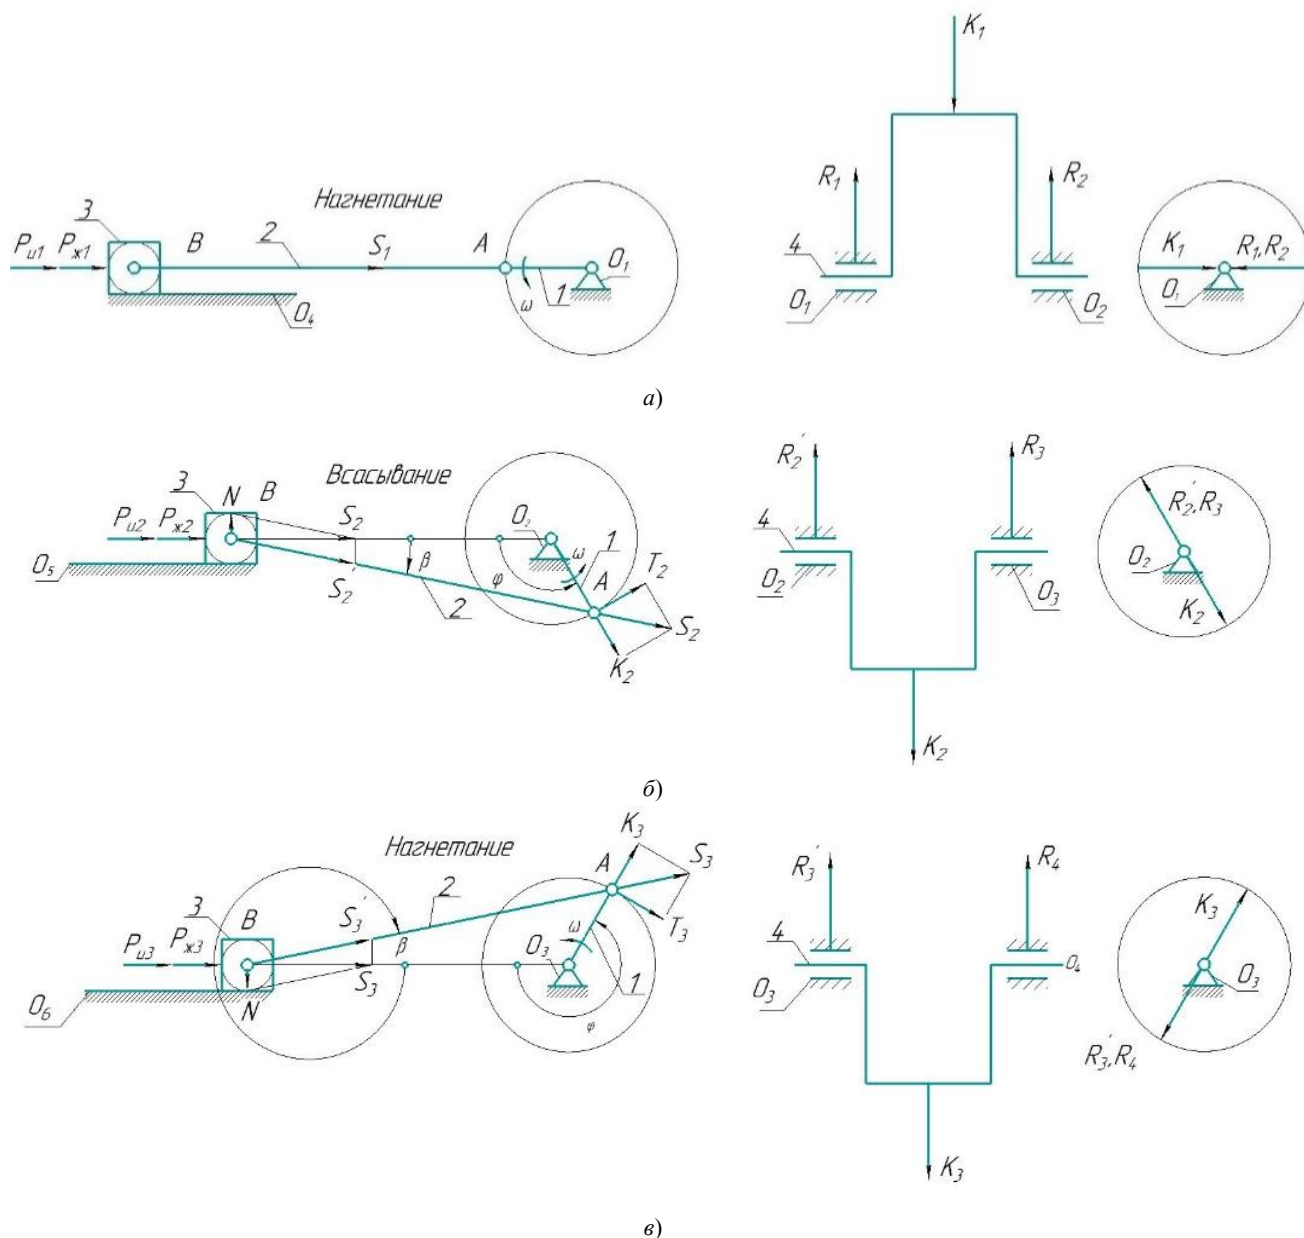 K₁
R₁ R₂
Нагнетание
3 B 2 S₁ A
Pи1 Pж1 O₁ 4 K₁ R₁,R₂
ω 1 O₁ O₂ O₁
O₄
а)
R₂′ R₃
Всасывание
3 N B S₂ O₂ 1 R₂′,R₃
Pи2 Pж2 ω 4
O₅ S₂′ β φ A T₂ O₂ O₃ O₂
2 S₂ K₂
K₂
K₂
б)
K₃
Нагнетание A S₃ R₃′ R₄
3 B S₃′ 2 K₃
Pи3 Pж3 β ω T₃ 4
S₃ O₃ 1 O₃ O₄ O₃
O₆ N φ
R₃′,R₄
K₃
в)